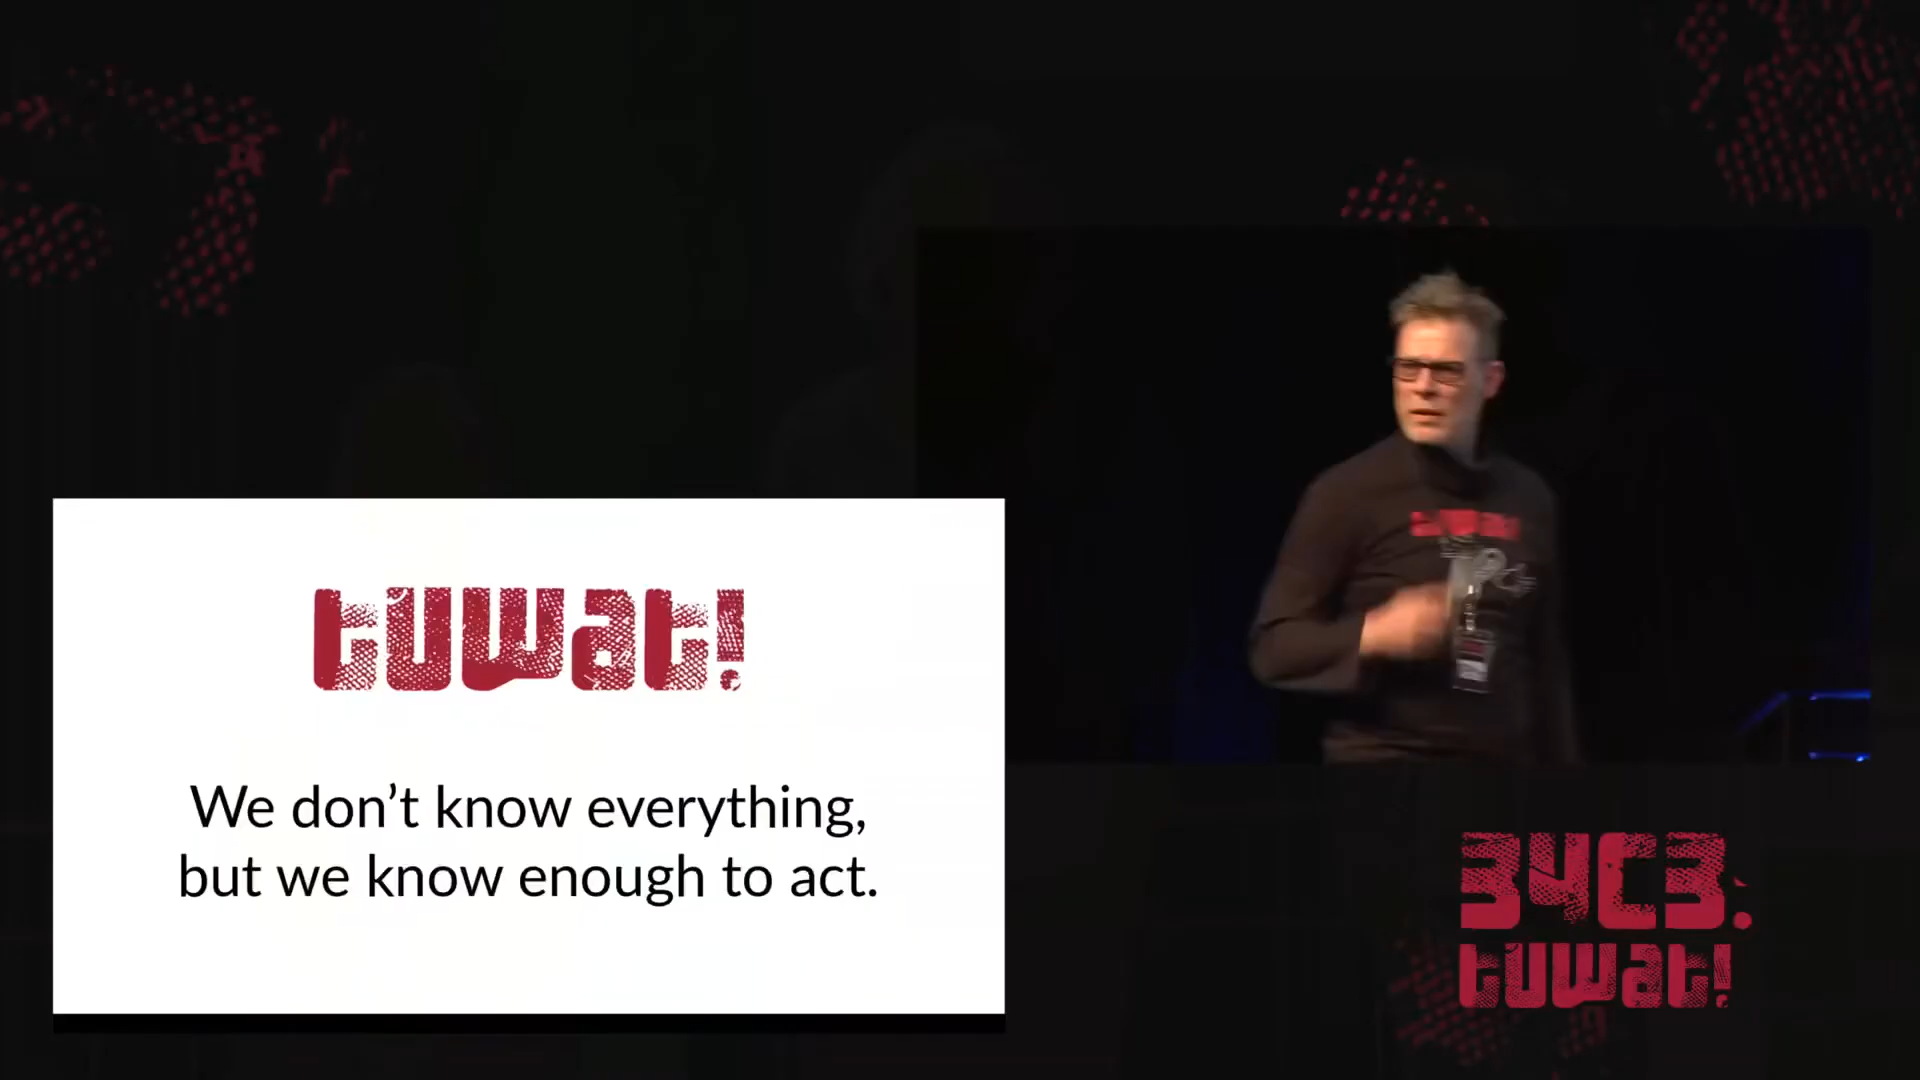 tuwat!
We don’t know everything,
but we know enough to act.
34C3.
tuwat!